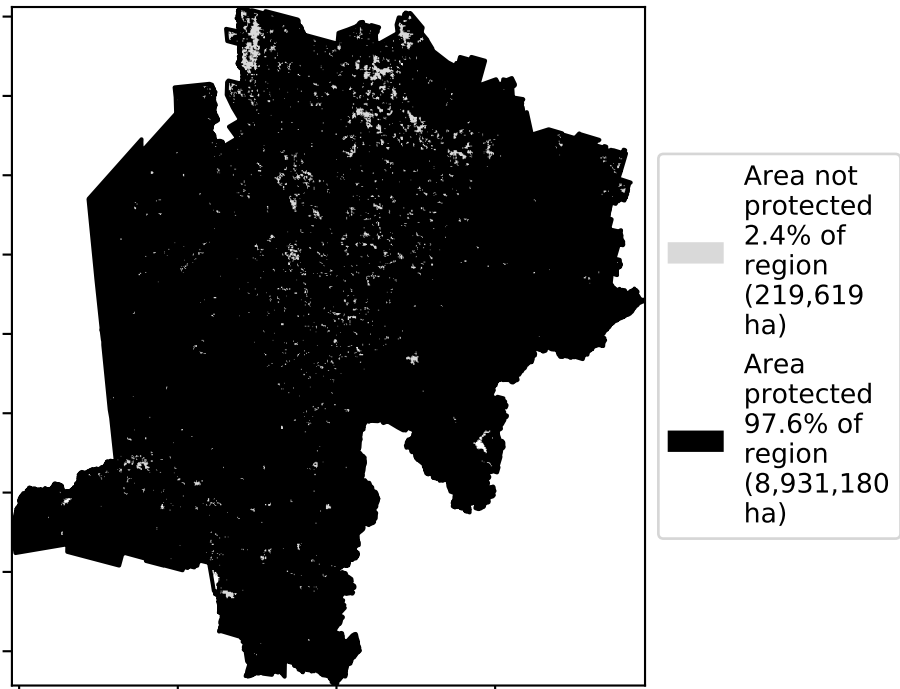 Area not
protected
2.4% of
region
(219,619
ha)
Area
protected
97.6% of
region
(8,931,180
ha)